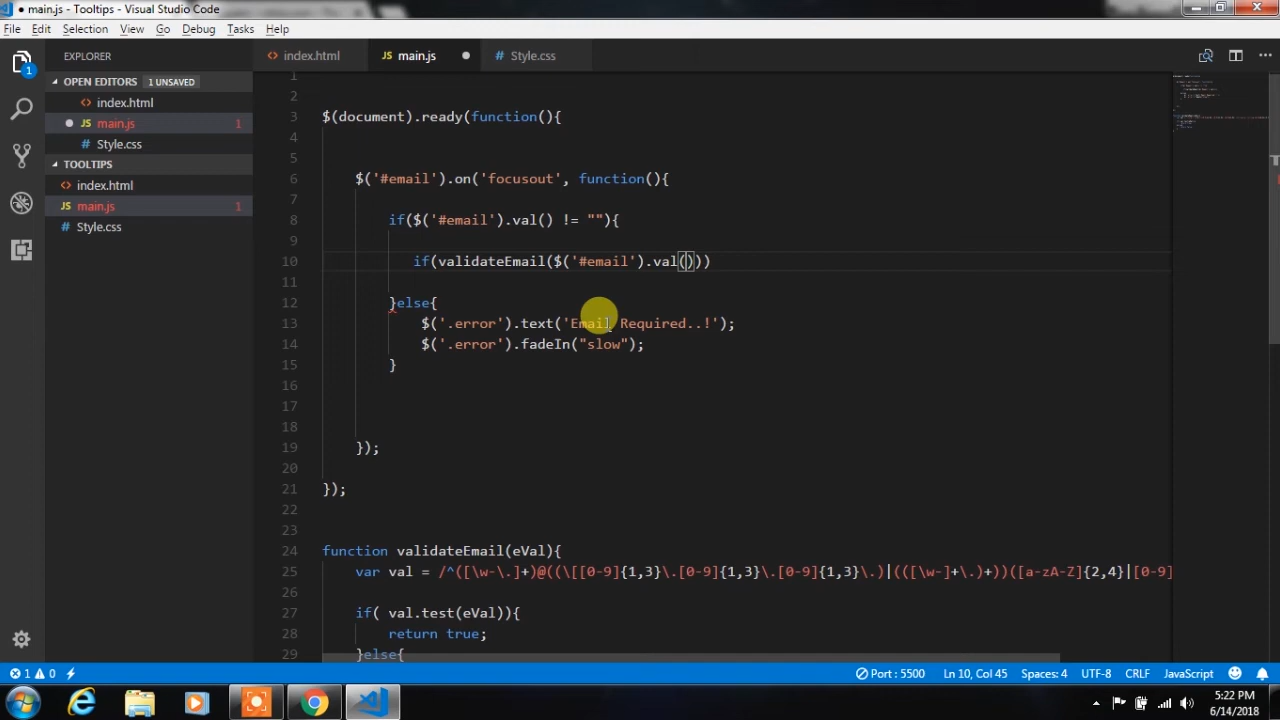 main.js - Tooltips - Visual Studio Code
File Edit Selection View Go Debug Tasks Help
EXPLORER
OPEN EDITORS 1 UNSAVED
index.html
main.js 1
Style.css
TOOLTIPS
index.html
main.js 1
Style.css
1
index.html main.js Style.css
JS JS JS
1
2
3 $(document).ready(function(){
4
5
6 $('#email').on('focusout', function(){
7
8 if($('#email').val() != ""){
9
10 if(validateEmail($('#email').val()))
11
12 }else{
13 $('.error').text('Email Required..!');
14 $('.error').fadeIn("slow");
15 }
16
17
18
19 });
20
21 });
22
23
24 function validateEmail(eVal){
25 var val = /^([\w-\.]+)@((\[[0-9]{1,3}\.[0-9]{1,3}\.[0-9]{1,3}\.)|(([\w-]+\.)+))([a-zA-Z]{2,4}|[0-9]
26
27 if( val.test(eVal)){
28 return true;
29 }else{
1 0 Port : 5500 Ln 10, Col 45 Spaces: 4 UTF-8 CRLF JavaScript
5:22 PM
6/14/2018